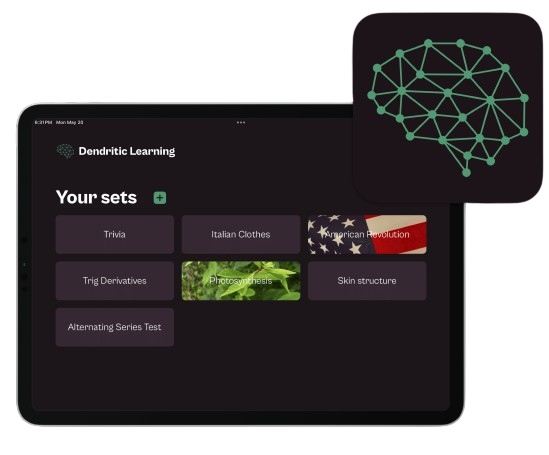 6:31 PM Mon May 20
Dendritic Learning
Your sets
Trivia
Italian Clothes
American Revolution
Trig Derivatives
Photosynthesis
Skin structure
Alternating Series Test